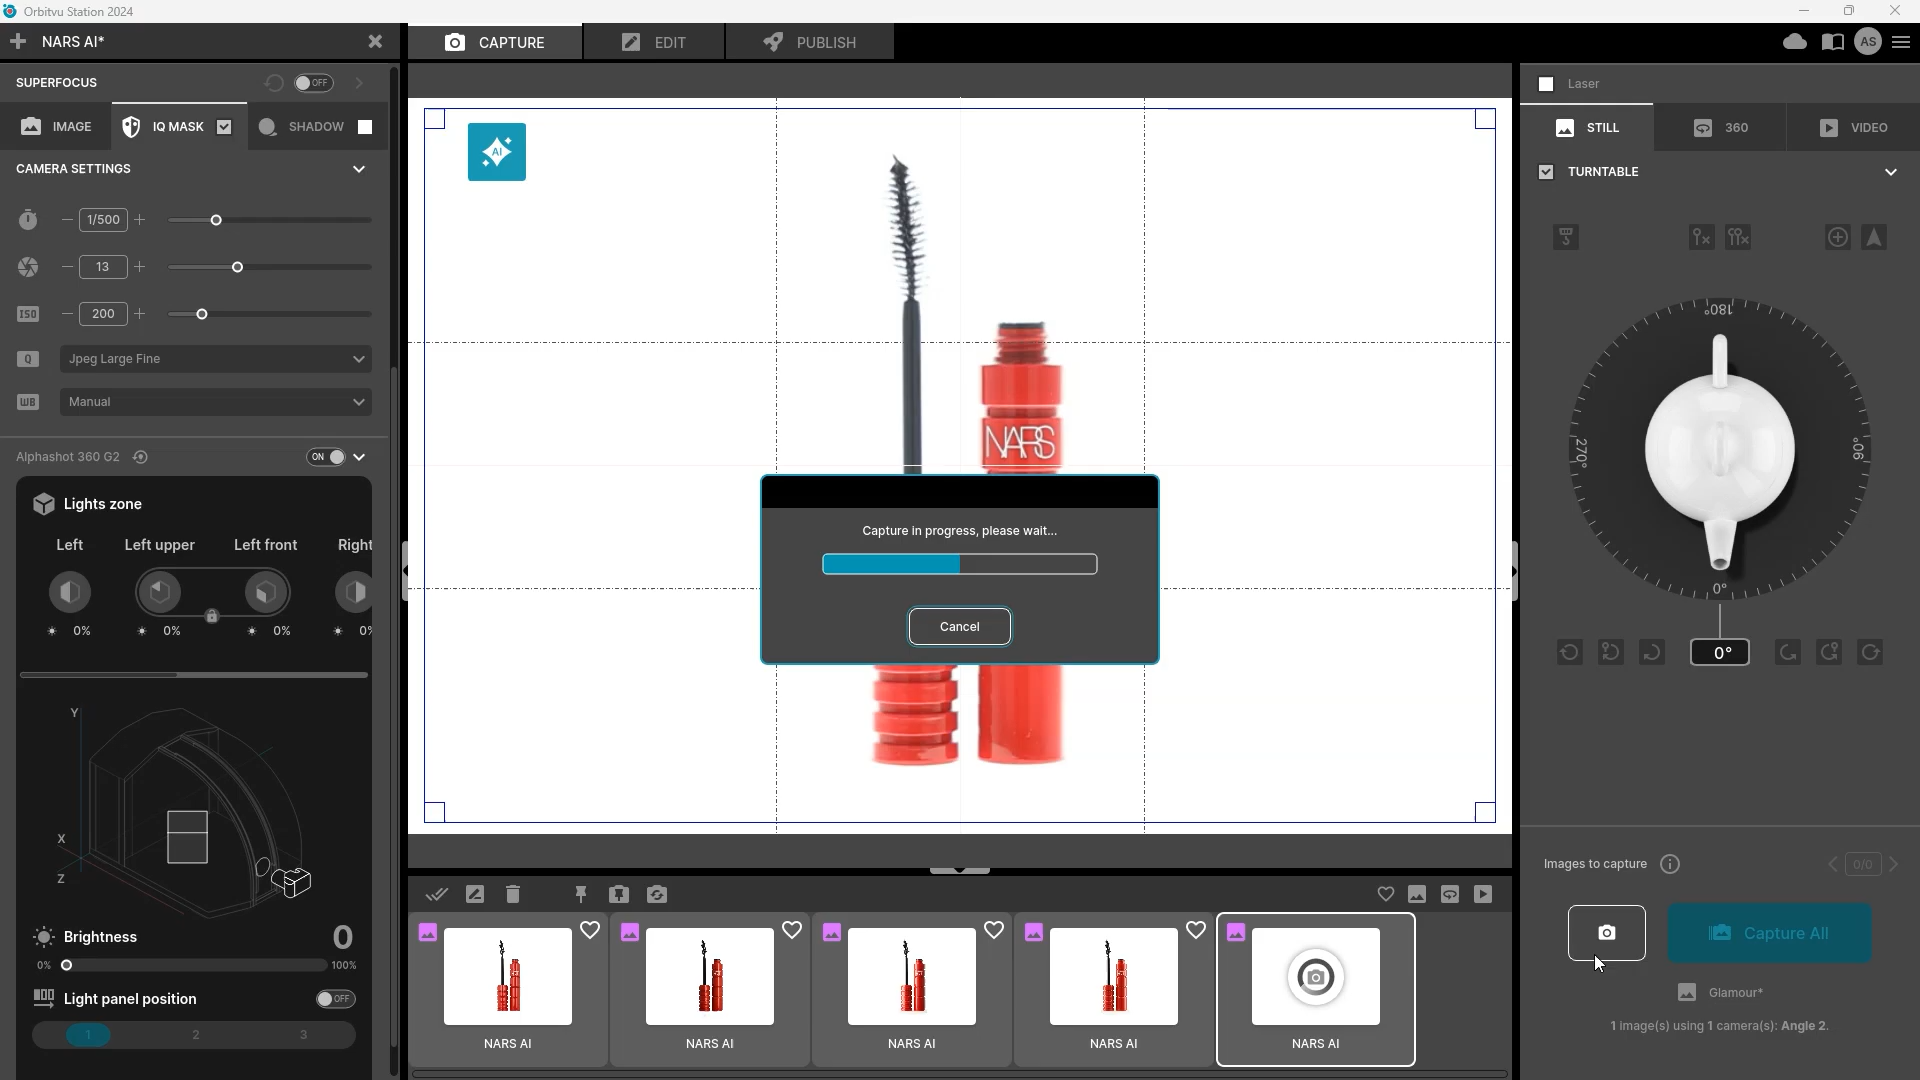 Orbitvu Station 2024
NARS AI*
CAPTURE
EDIT
PUBLISH
AS
SUPERFOCUS
OFF
IMAGE
IQ MASK
SHADOW
CAMERA SETTINGS
1/500
13
ISO
200
Q
Jpeg Large Fine
WB
Manual
Alphashot 360 G2
ON
Lights zone
Left
Left upper
Left front
Right
0%
0%
0%
0%
Y
X
Z
Brightness
0
0%
100%
Light panel position
OFF
1
2
3
AI
NARS
Capture in progress, please wait...
Cancel
NARS AI
NARS AI
NARS AI
NARS AI
NARS AI
Laser
STILL
360
VIDEO
TURNTABLE
180°
270°
90°
0°
0°
Images to capture
0/0
Capture All
Glamour*
1 image(s) using 1 camera(s): Angle 2.